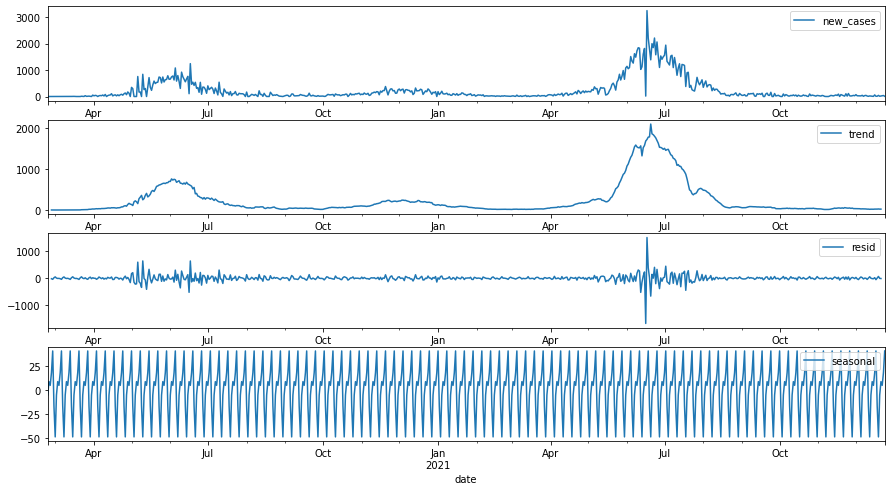 3000
2000
1000
0
new_cases
Apr Jul Oct Jan Apr Jul Oct
2000
1000
0
trend
Apr Jul Oct Jan Apr Jul Oct
1000
0
−1000
resid
Apr Jul Oct Jan Apr Jul Oct
25
0
−25
−50
seasonal
Apr Jul Oct Jan Apr Jul Oct
2021
date